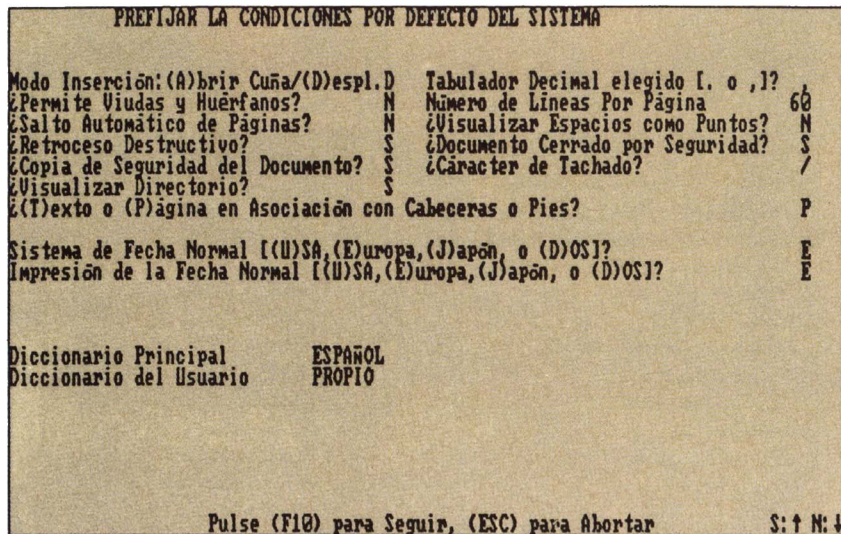 PREFIJAR LA CONDICIONES POR DEFECTO DEL SISTEMA
Modo Inserción:(A)brir Cuña/(D)espl.D Tabulador Decimal elegido [. o ,]? ,
¿Permite Viudas y Huérfanos? N Número de Líneas Por Página 60
¿Salto Automático de Páginas? N ¿Visualizar Espacios como Puntos? N
¿Retroceso Destructivo? S ¿Documento Cerrado por Seguridad? S
¿Copia de Seguridad del Documento? S ¿Cáracter de Tachado? /
¿Visualizar Directorio? S
¿(T)exto o (P)ágina en Asociación con Cabeceras o Pies? P
Sistema de Fecha Normal [(U)SA,(E)uropa,(J)apón, o (D)OS]? E
Impresión de la Fecha Normal [(U)SA,(E)uropa,(J)apón, o (D)OS]? E
Diccionario Principal ESPAÑOL
Diccionario del Usuario PROPIO
Pulse (F10) para Seguir, (ESC) para Abortar S:↑ N:↓